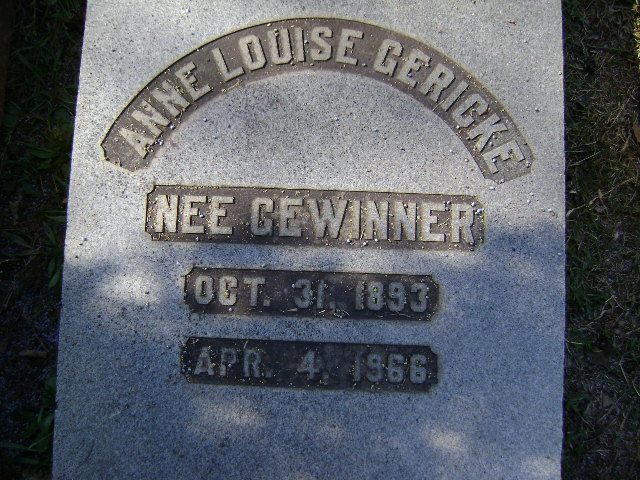 ANNE LOUISE GERICKE
NEE GEWINNER
OCT. 31, 1893
APR. 4, 1966